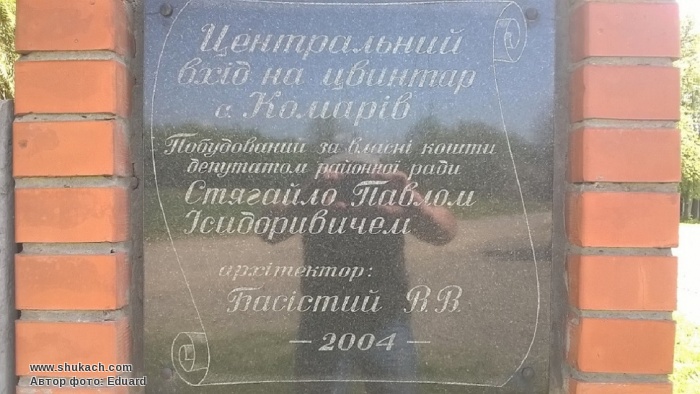 Центральний
вхід на цвинтар
с. Комарів
Побудований за власні кошти
депутатом районної ради
Стягайло Павлом
Ісидоривичем
архітектор:
Басістий В.В.
— 2004 —
www.shukach.com
Автор фото: Eduard